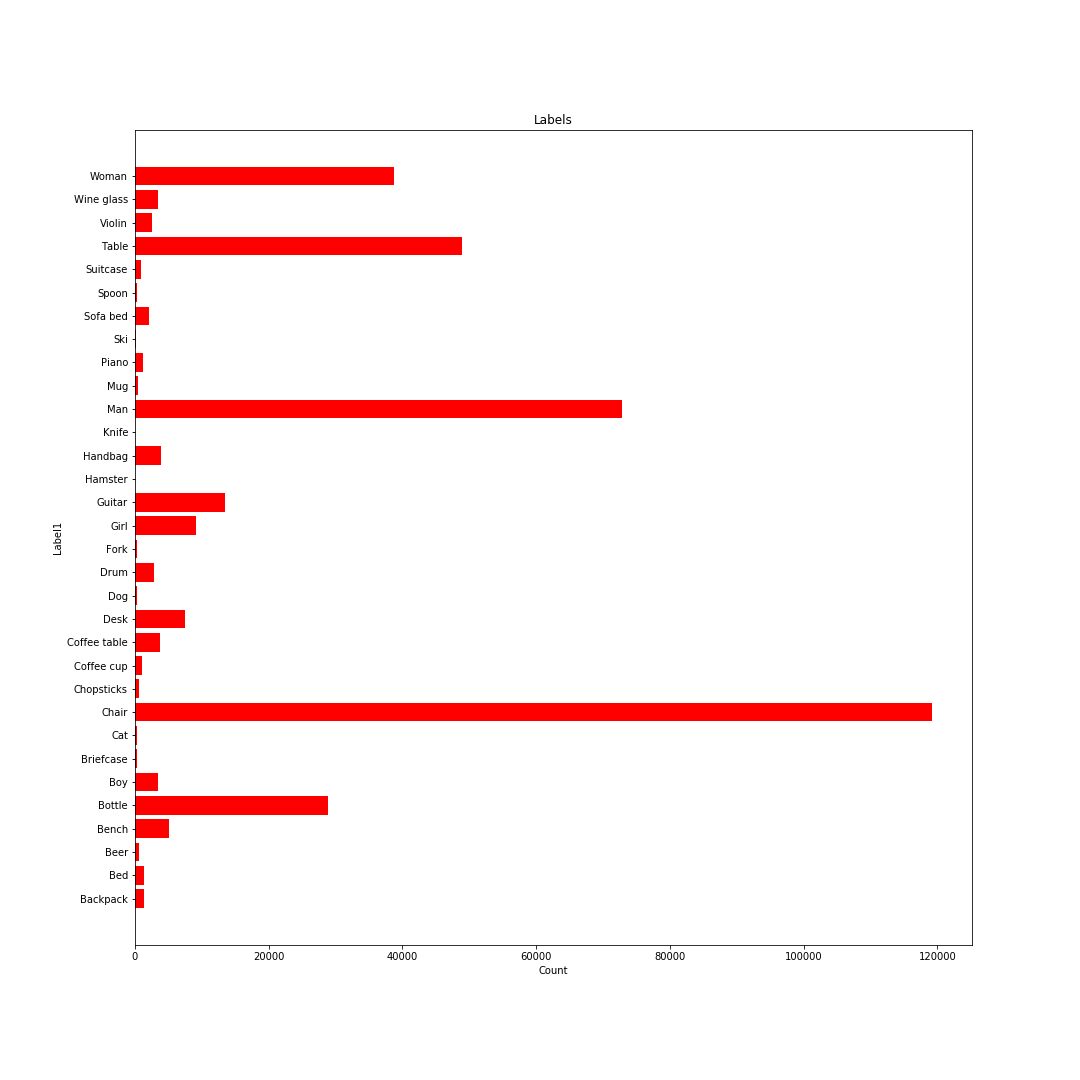 Labels
Woman
Wine glass
Violin
Table
Suitcase
Spoon
Sofa bed
Ski
Piano
Mug
Man
Knife
Handbag
Hamster
Guitar
Girl
Fork
Drum
Dog
Desk
Coffee table
Coffee cup
Chopsticks
Chair
Cat
Briefcase
Boy
Bottle
Bench
Beer
Bed
Backpack
Label1
0 20000 40000 60000 80000 100000 120000
Count